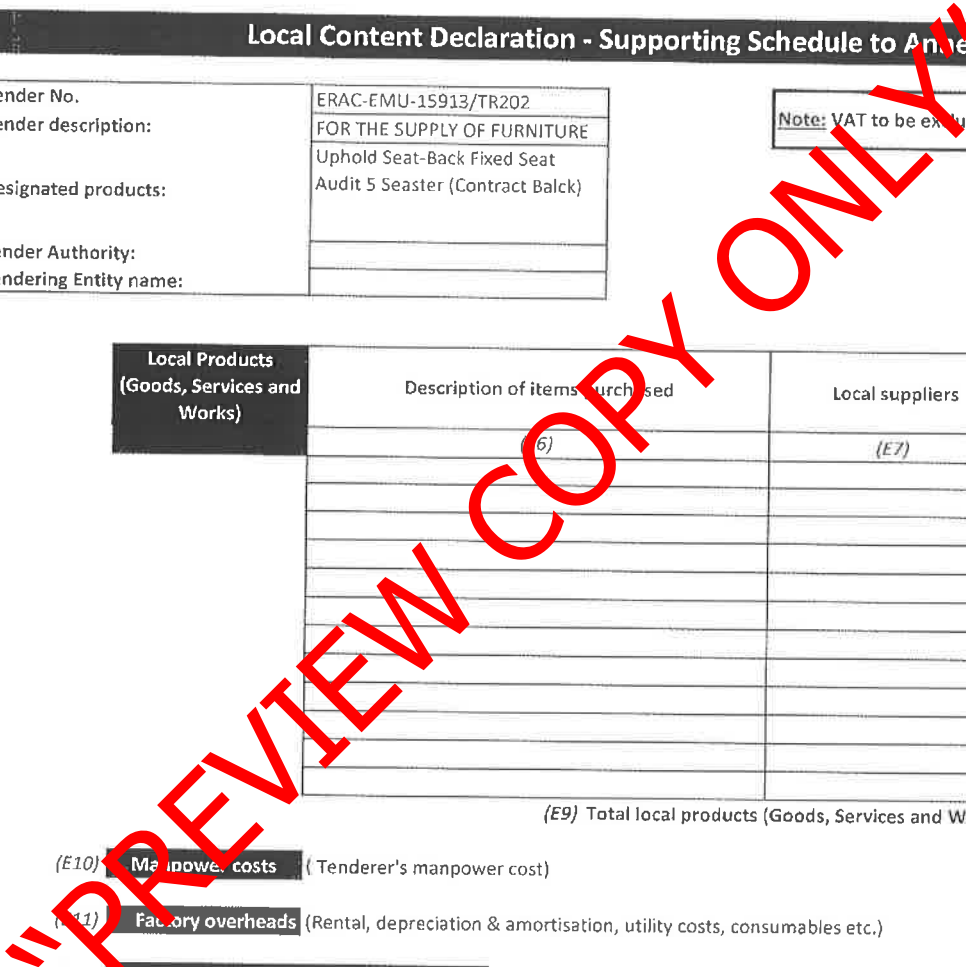 Local Content Declaration - Supporting Schedule to Anne
ender No.
ERAC-EMU-15913/TR202
Note: VAT to be exclu
ender description:
FOR THE SUPPLY OF FURNITURE
esignated products:
Uphold Seat-Back Fixed Seat
Audit 5 Seaster (Contract Balck)
ender Authority:
ndering Entity name:
Local Products
(Goods, Services and
Works)
Description of items purchased
Local suppliers
6)
(E7)
(E9) Total local products (Goods, Services and W
(E10) Manpower costs ( Tenderer's manpower cost)
11) Factory overheads (Rental, depreciation & amortisation, utility costs, consumables etc.)
"PREVIEW COPY ONLY"